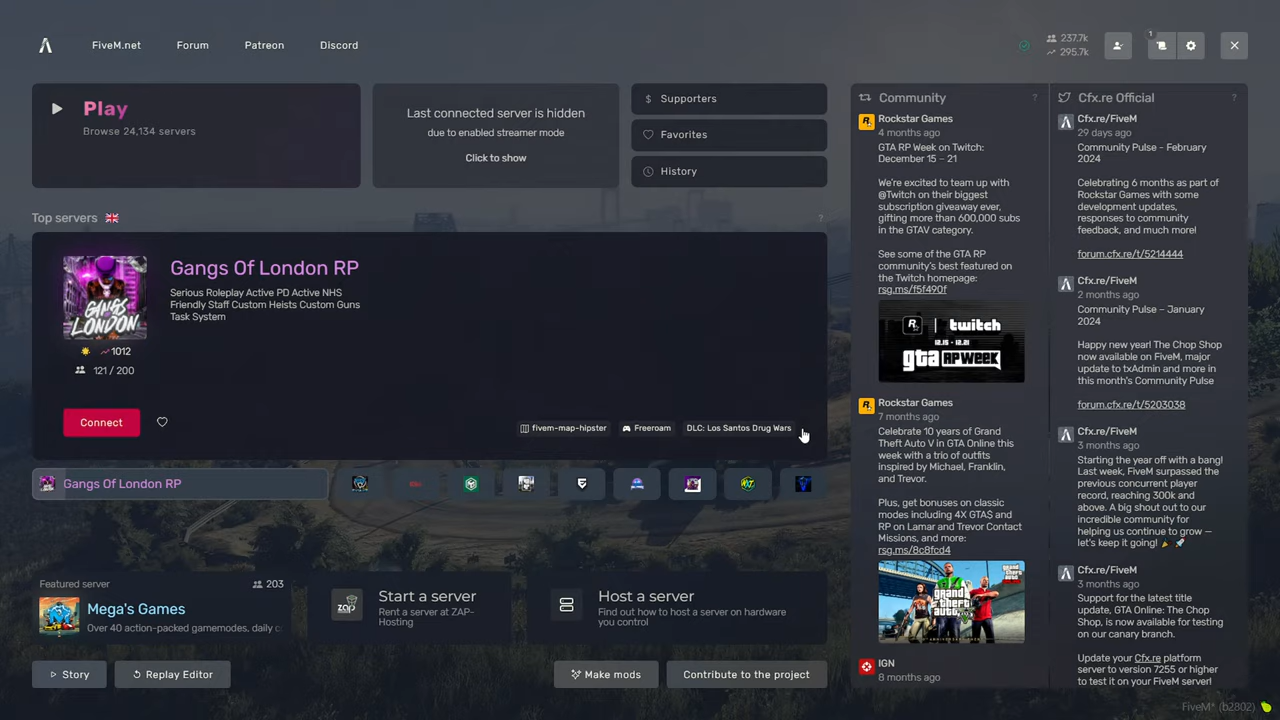 FiveM.net
Forum
Patreon
Discord
237.7k
295.7k
1
Play
Browse 24,134 servers
Last connected server is hidden
due to enabled streamer mode
Click to show
$ Supporters
Favorites
History
Top servers
?
Gangs Of London RP
Serious Roleplay Active PD Active NHS
Friendly Staff Custom Heists Custom Guns
Task System
GANGS
LONDON
1012
121 / 200
Connect
fivem-map-hipster
Freeroam
DLC: Los Santos Drug Wars
Gangs Of London RP
Featured server
203
Mega's Games
Over 40 action-packed gamemodes, daily c
ZAP
Start a server
Rent a server at ZAP-
Hosting
Host a server
Find out how to host a server on hardware
you control
Story
Replay Editor
Make mods
Contribute to the project
Community
?
Rockstar Games
4 months ago
GTA RP Week on Twitch:
December 15 – 21
We're excited to team up with
@Twitch on their biggest
subscription giveaway ever,
gifting more than 600,000 subs
in the GTAV category.
See some of the GTA RP
community's best featured on
the Twitch homepage:
rsg.ms/f5f490f
R
twitch
12.15 - 12.21
gta RP WEEK
Rockstar Games
7 months ago
Celebrate 10 years of Grand
Theft Auto V in GTA Online this
week with a trio of outfits
inspired by Michael, Franklin,
and Trevor.
Plus, get bonuses on classic
modes including 4X GTA$ and
RP on Lamar and Trevor Contact
Missions, and more:
rsg.ms/8c8fcd4
grand
theft
auto
IGN
8 months ago
Cfx.re Official
?
Cfx.re/FiveM
29 days ago
Community Pulse - February
2024
Celebrating 6 months as part of
Rockstar Games with some
development updates,
responses to community
feedback, and much more!
forum.cfx.re/t/5214444
Cfx.re/FiveM
2 months ago
Community Pulse – January
2024
Happy new year! The Chop Shop
now available on FiveM, major
update to txAdmin and more in
this month's Community Pulse
forum.cfx.re/t/5203038
Cfx.re/FiveM
3 months ago
Starting the year off with a bang!
Last week, FiveM surpassed the
previous concurrent player
record, reaching 300k and
above. A big shout out to our
incredible community for
helping us continue to grow —
let's keep it going!
Cfx.re/FiveM
3 months ago
Support for the latest title
update, GTA Online: The Chop
Shop, is now available for testing
on our canary branch.
Update your Cfx.re platform
server to version 7255 or higher
to test it on your FiveM server!
FiveM* (b2802)